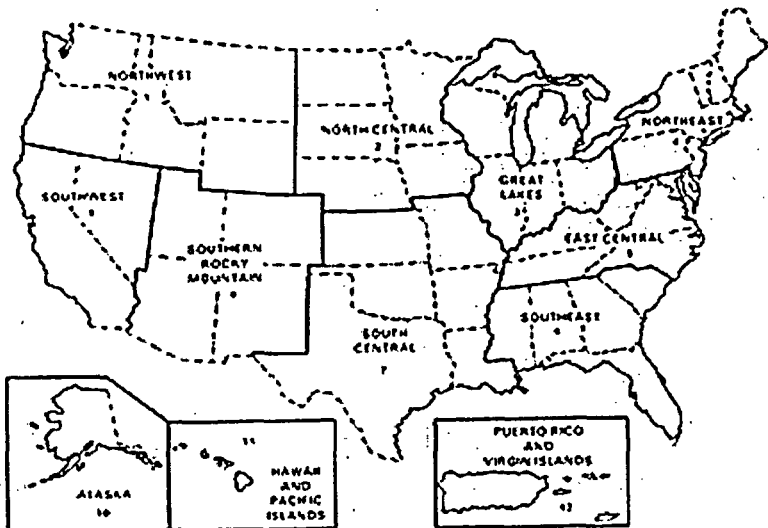 NORTHWEST
1
NORTH CENTRAL
2
NORTHEAST
4
GREAT
LAKES
3
SOUTHWEST
EAST CENTRAL
5
SOUTHERN
ROCKY
MOUNTAIN
SOUTHEAST
6
SOUTH
CENTRAL
7
PUERTO RICO
AND
VIRGIN ISLANDS
12
11
HAWAII
AND
PACIFIC
ISLANDS
ALASKA
10